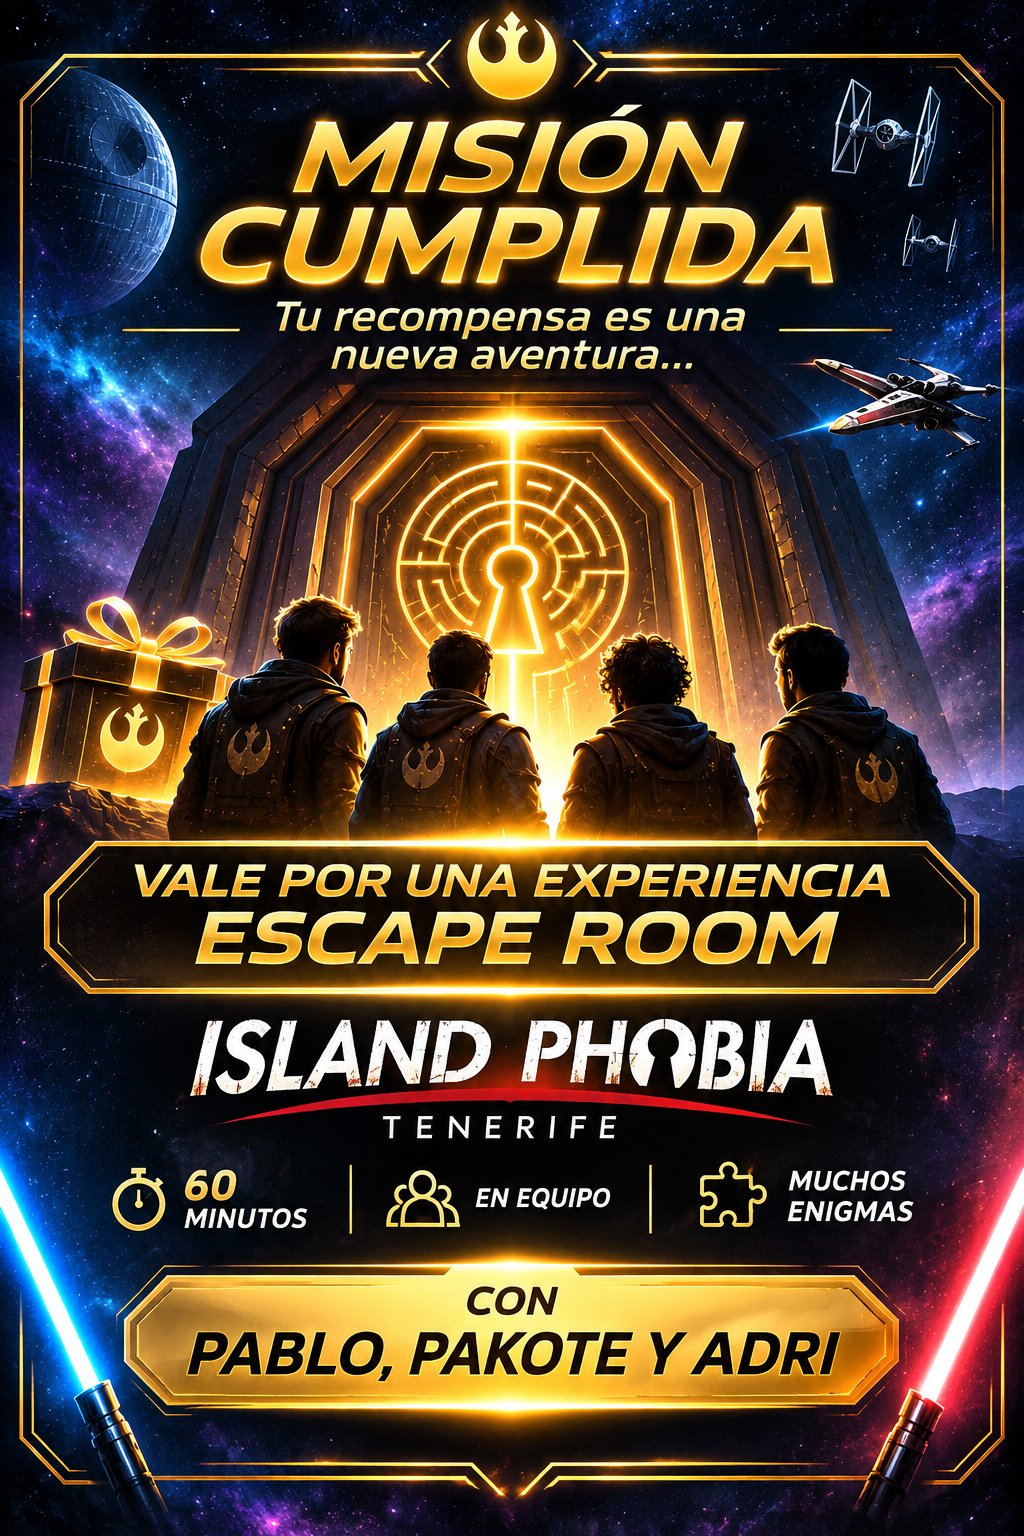 MISIÓN
CUMPLIDA
Tu recompensa es una
nueva aventura...
VALE POR UNA EXPERIENCIA
ESCAPE ROOM
ISLAND PHOBIA
TENERIFE
60
MINUTOS
EN EQUIPO
MUCHOS
ENIGMAS
CON
PABLO, PAKOTE Y ADRI